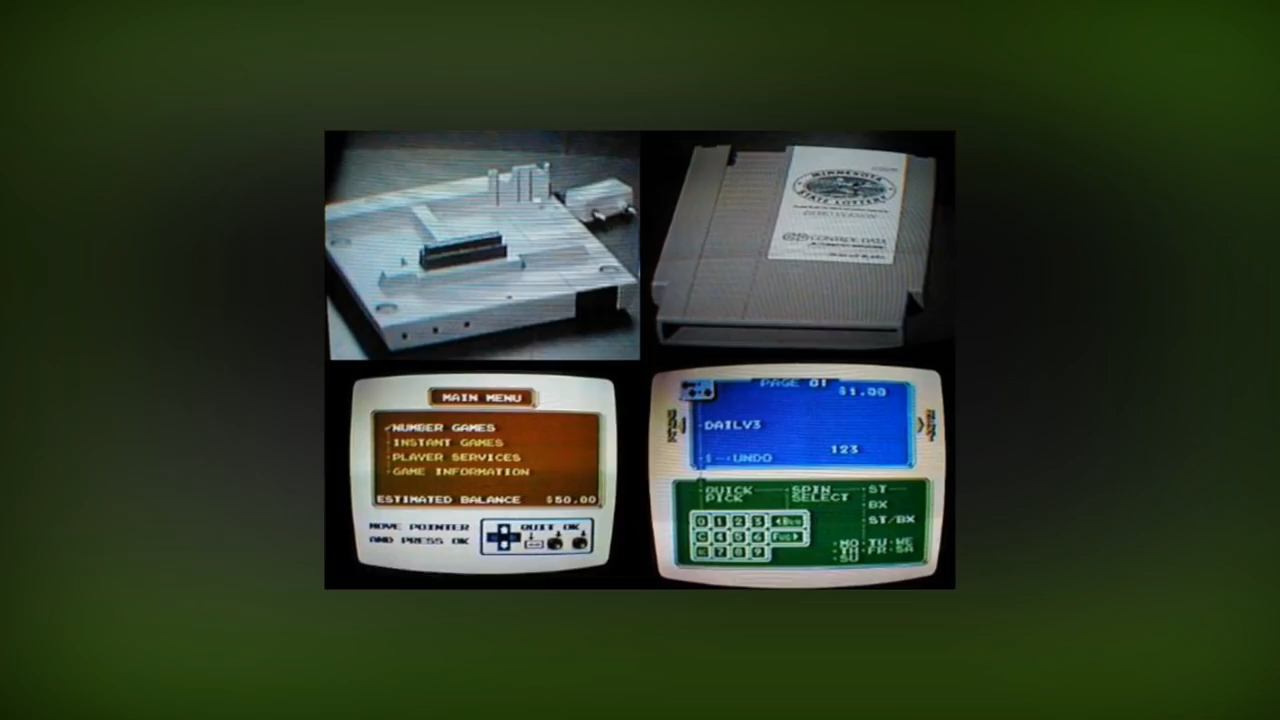 MINNESOTA
STATE LOTTERY
DEMO VERSION
CONTROL DATA
MAIN MENU
NUMBER GAMES
INSTANT GAMES
PLAYER SERVICES
GAME INFORMATION
ESTIMATED BALANCE $50.00
MOVE POINTER
AND PRESS OK
QUIT OK
PAGE 01
$1.00
DAILY3
123
UNDO
QUICK
PICK
SPIN
SELECT
ST
BX
ST/BX
0 1 2 3
C 4 5 6
7 8 9
MO TU WE
TH FR SA
SU